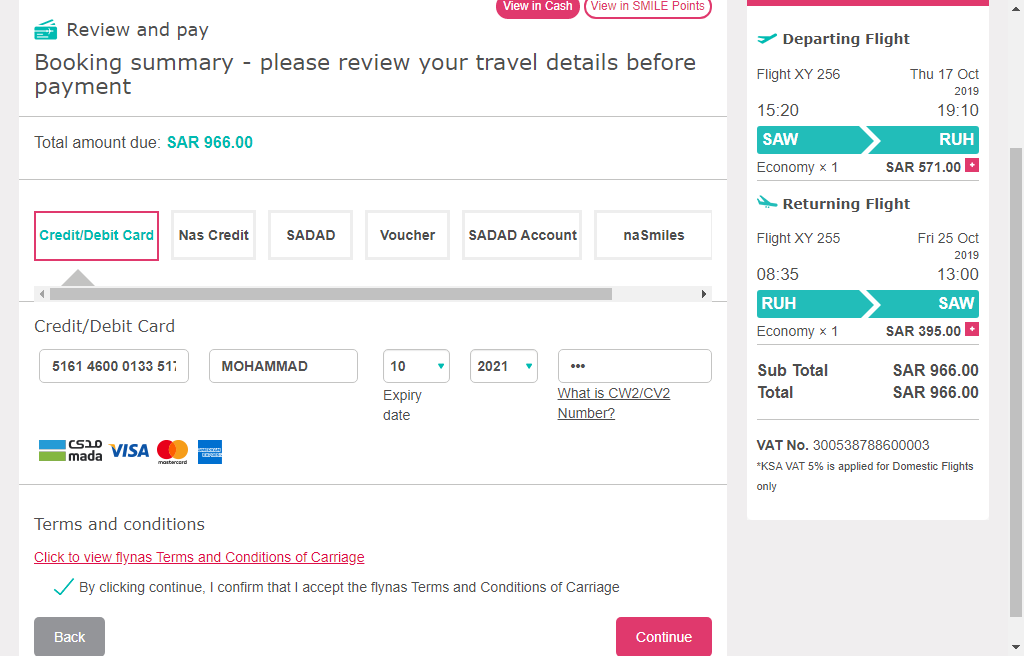 View in Cash
View in SMILE Points
Review and pay
Booking summary - please review your travel details before
payment
Total amount due: SAR 966.00
Credit/Debit Card
Nas Credit
SADAD
Voucher
SADAD Account
naSmiles
Credit/Debit Card
5161 4600 0133 517
MOHAMMAD
10
2021
•••
Expiry
date
What is CW2/CV2
Number?
مدى
mada
VISA
mastercard
AMERICAN
EXPRESS
Terms and conditions
Click to view flynas Terms and Conditions of Carriage
By clicking continue, I confirm that I accept the flynas Terms and Conditions of Carriage
Back
Continue
Departing Flight
Flight XY 256 Thu 17 Oct
2019
15:20 19:10
SAW RUH
Economy × 1 SAR 571.00 +
Returning Flight
Flight XY 255 Fri 25 Oct
2019
08:35 13:00
RUH SAW
Economy × 1 SAR 395.00 +
Sub Total SAR 966.00
Total SAR 966.00
VAT No. 300538788600003
*KSA VAT 5% is applied for Domestic Flights
only